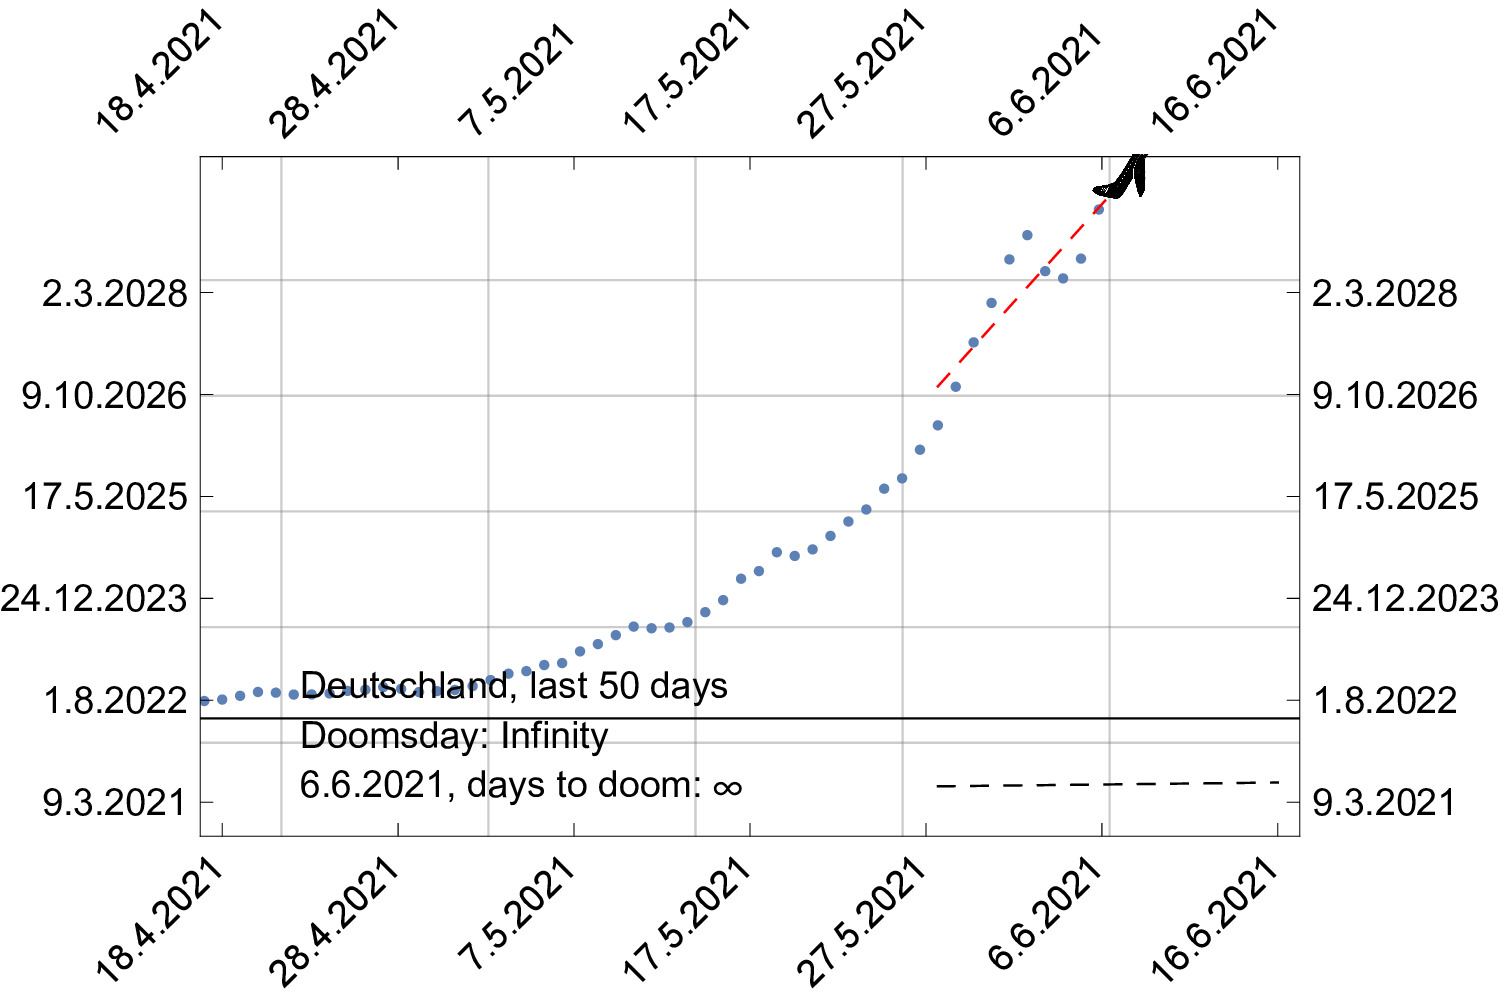 18.4.2021 28.4.2021 7.5.2021 17.5.2021 27.5.2021 6.6.2021 16.6.2021
2.3.2028 2.3.2028
9.10.2026 9.10.2026
17.5.2025 17.5.2025
24.12.2023 24.12.2023
Deutschland, last 50 days
1.8.2022 1.8.2022
Doomsday: Infinity
6.6.2021, days to doom: ∞
9.3.2021 9.3.2021
18.4.2021 28.4.2021 7.5.2021 17.5.2021 27.5.2021 6.6.2021 16.6.2021